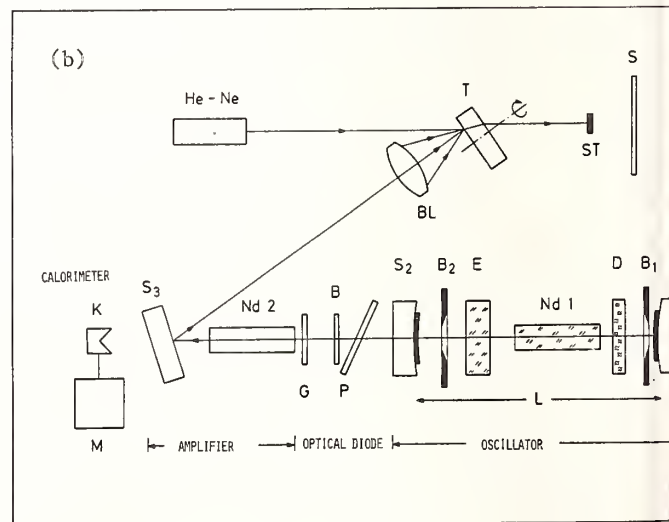 (b)
He - Ne
T
S
ST
BL
CALORIMETER
K
M
S3
Nd 2
G
B
P
S2
B2
E
Nd 1
D
B1
L
AMPLIFIER
OPTICAL DIODE
OSCILLATOR